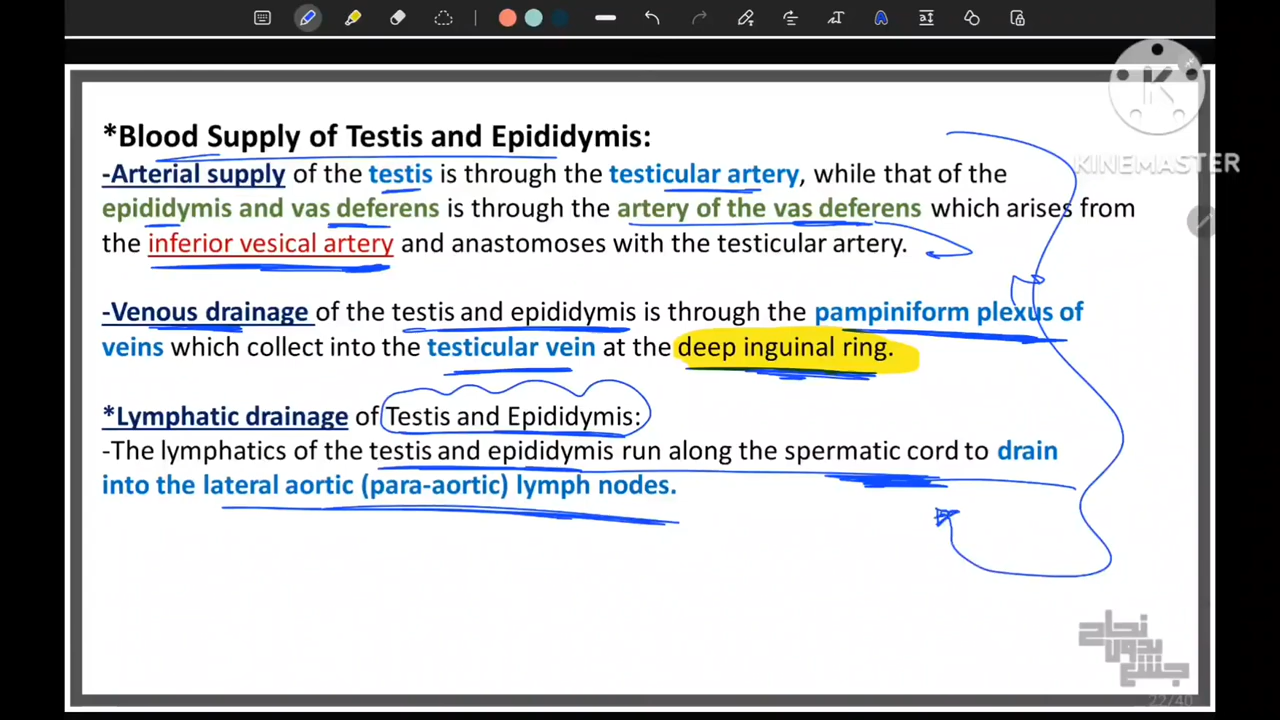 *Blood Supply of Testis and Epididymis:
-Arterial supply of the testis is through the testicular artery, while that of the
epididymis and vas deferens is through the artery of the vas deferens which arises from
the inferior vesical artery and anastomoses with the testicular artery.
-Venous drainage of the testis and epididymis is through the pampiniform plexus of
veins which collect into the testicular vein at the deep inguinal ring.
*Lymphatic drainage of Testis and Epididymis:
-The lymphatics of the testis and epididymis run along the spermatic cord to drain
into the lateral aortic (para-aortic) lymph nodes.
KINEMASTER
نجاح
بدون
جشع
22/40